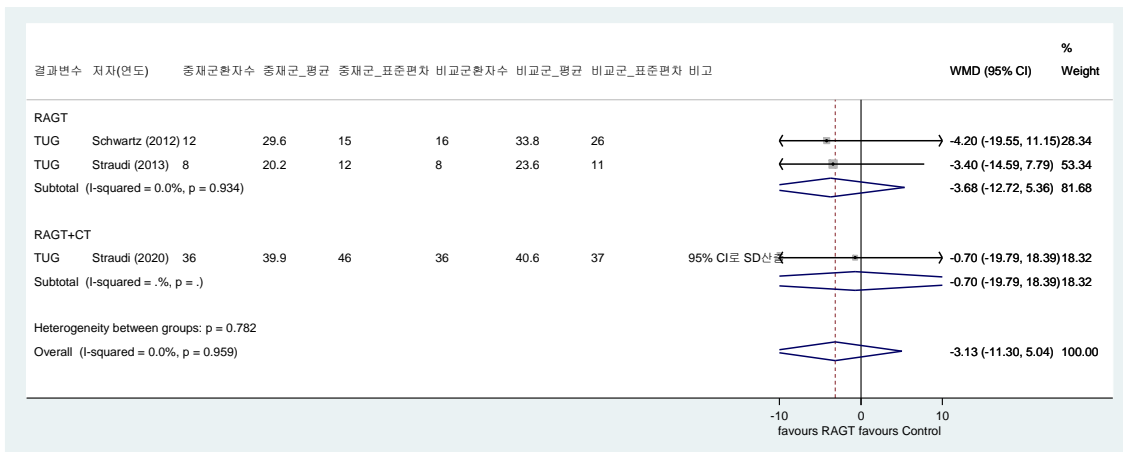 %
결과변수 저자(연도) 중재군환자수 중재군_평균 중재군_표준편차 비교군환자수 비교군_평균 비교군_표준편차 비고 WMD (95% CI) Weight
RAGT
TUG Schwartz (2012) 12 29.6 15 16 33.8 26 -4.20 (-19.55, 11.15) 28.34
TUG Straudi (2013) 8 20.2 12 8 23.6 11 -3.40 (-14.59, 7.79) 53.34
Subtotal (I-squared = 0.0%, p = 0.934) -3.68 (-12.72, 5.36) 81.68
RAGT+CT
TUG Straudi (2020) 36 39.9 46 36 40.6 37 95% CI로 SD산출 -0.70 (-19.79, 18.39) 18.32
Subtotal (I-squared = .%, p = .) -0.70 (-19.79, 18.39) 18.32
Heterogeneity between groups: p = 0.782
Overall (I-squared = 0.0%, p = 0.959) -3.13 (-11.30, 5.04) 100.00
-10 0 10
favours RAGT favours Control